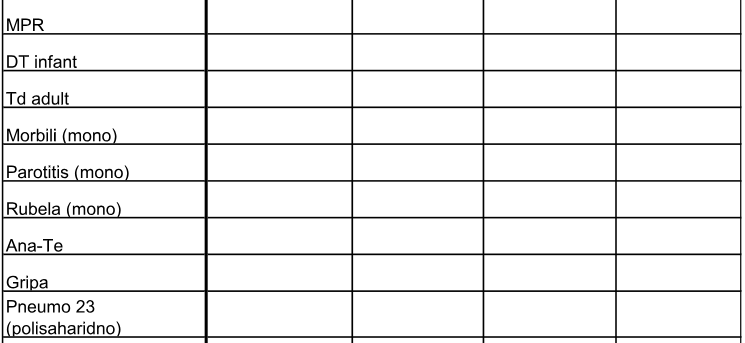 MPR
DT infant
Td adult
Morbili (mono)
Parotitis (mono)
Rubela (mono)
Ana-Te
Gripa
Pneumo 23
(polisaharidno)